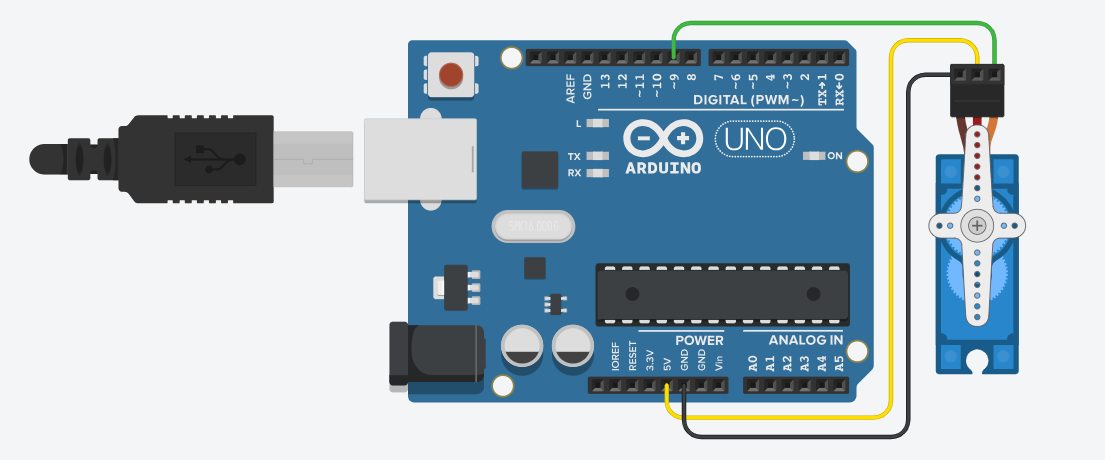 AREF
GND
13
12
~11
~10
~9
8
7
~6
~5
4
~3
2
TX→1
RX←0
DIGITAL (PWM~)
L
TX
RX
UNO
ON
ARDUINO
POWER
ANALOG IN
IOREF
RESET
3.3V
5V
GND
GND
Vin
A0
A1
A2
A3
A4
A5